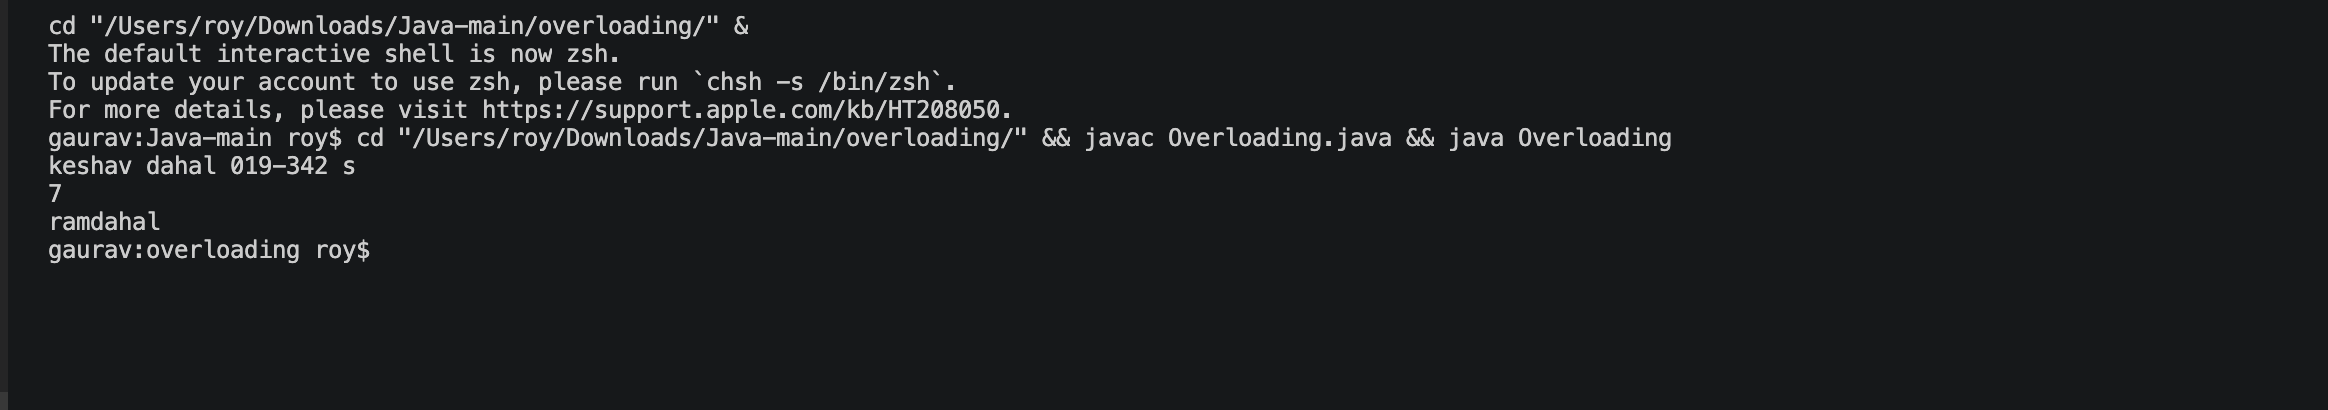 cd "/Users/roy/Downloads/Java-main/overloading/" &
The default interactive shell is now zsh.
To update your account to use zsh, please run `chsh -s /bin/zsh`.
For more details, please visit https://support.apple.com/kb/HT208050.
gaurav:Java-main roy$ cd "/Users/roy/Downloads/Java-main/overloading/" && javac Overloading.java && java Overloading
keshav dahal 019-342 s
7
ramdahal
gaurav:overloading roy$